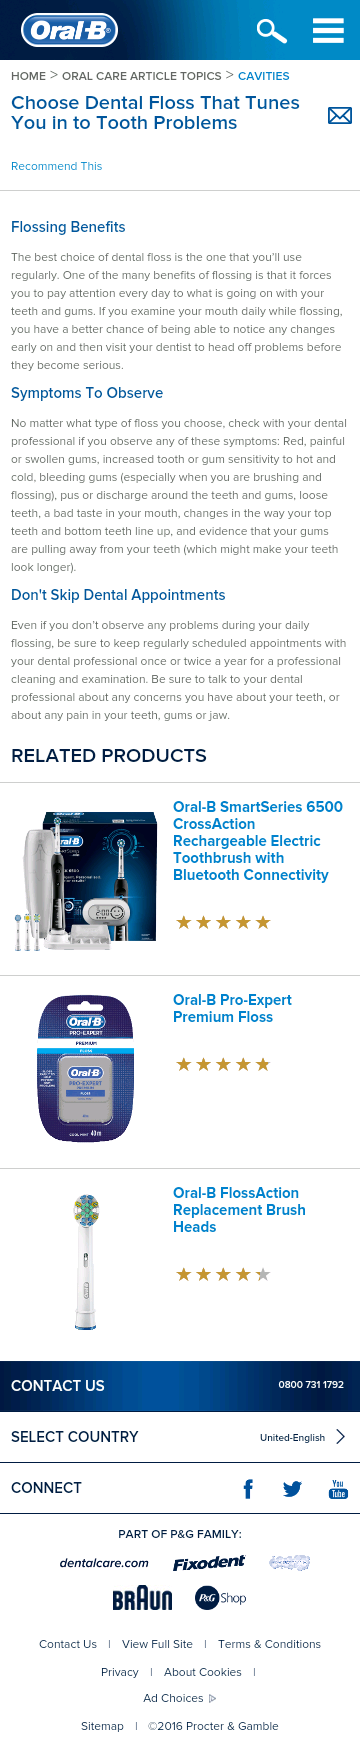 Oral-B
HOME > ORAL CARE ARTICLE TOPICS > CAVITIES
Choose Dental Floss That Tunes
You in to Tooth Problems
Recommend This
Flossing Benefits
The best choice of dental floss is the one that you'll use
regularly. One of the many benefits of flossing is that it forces
you to pay attention every day to what is going on with your
teeth and gums. If you examine your mouth daily while flossing,
you have a better chance of being able to notice any changes
early on and then visit your dentist to head off problems before
they become serious.
Symptoms To Observe
No matter what type of floss you choose, check with your dental
professional if you observe any of these symptoms: Red, painful
or swollen gums, increased tooth or gum sensitivity to hot and
cold, bleeding gums (especially when you are brushing and
flossing), pus or discharge around the teeth and gums, loose
teeth, a bad taste in your mouth, changes in the way your top
teeth and bottom teeth line up, and evidence that your gums
are pulling away from your teeth (which might make your teeth
look longer).
Don't Skip Dental Appointments
Even if you don't observe any problems during your daily
flossing, be sure to keep regularly scheduled appointments with
your dental professional once or twice a year for a professional
cleaning and examination. Be sure to talk to your dental
professional about any concerns you have about your teeth, or
about any pain in your teeth, gums or jaw.
RELATED PRODUCTS
Oral-B SmartSeries 6500
CrossAction
Rechargeable Electric
Toothbrush with
Bluetooth Connectivity
Oral-B
Oral-B Pro-Expert
Premium Floss
Oral-B
PRO-EXPERT
PREMIUM
FLOSS
Oral-B
PRO-EXPERT
FLOSS
COOL MINT 40m
Oral-B FlossAction
Replacement Brush
Heads
CONTACT US 0800 731 1792
SELECT COUNTRY United-English
CONNECT You Tube
PART OF P&G FAMILY:
dentalcare.com Fixodent
BRAUN P&G Shop
Contact Us | View Full Site | Terms & Conditions
Privacy | About Cookies |
Ad Choices
Sitemap | ©2016 Procter & Gamble